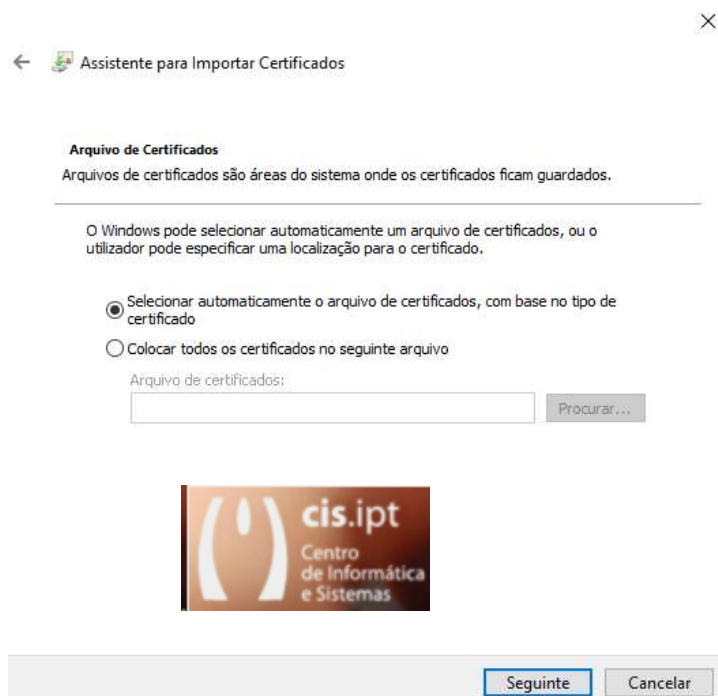 Assistente para Importar Certificados
Arquivo de Certificados
Arquivos de certificados são áreas do sistema onde os certificados ficam guardados.
O Windows pode selecionar automaticamente um arquivo de certificados, ou o
utilizador pode especificar uma localização para o certificado.
Selecionar automaticamente o arquivo de certificados, com base no tipo de
certificado
Colocar todos os certificados no seguinte arquivo
Arquivo de certificados:
Procurar...
cis.ipt
Centro
de Informática
e Sistemas
Seguinte
Cancelar